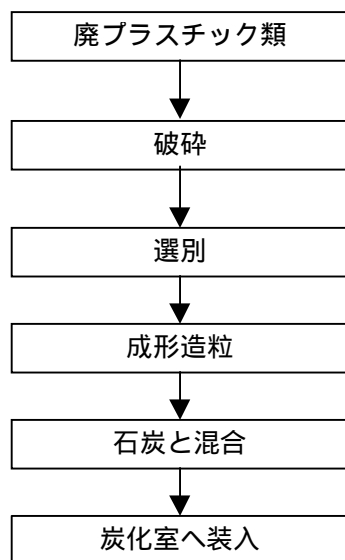 廃プラスチック類
破砕
選別
成形造粒
石炭と混合
炭化室へ装入